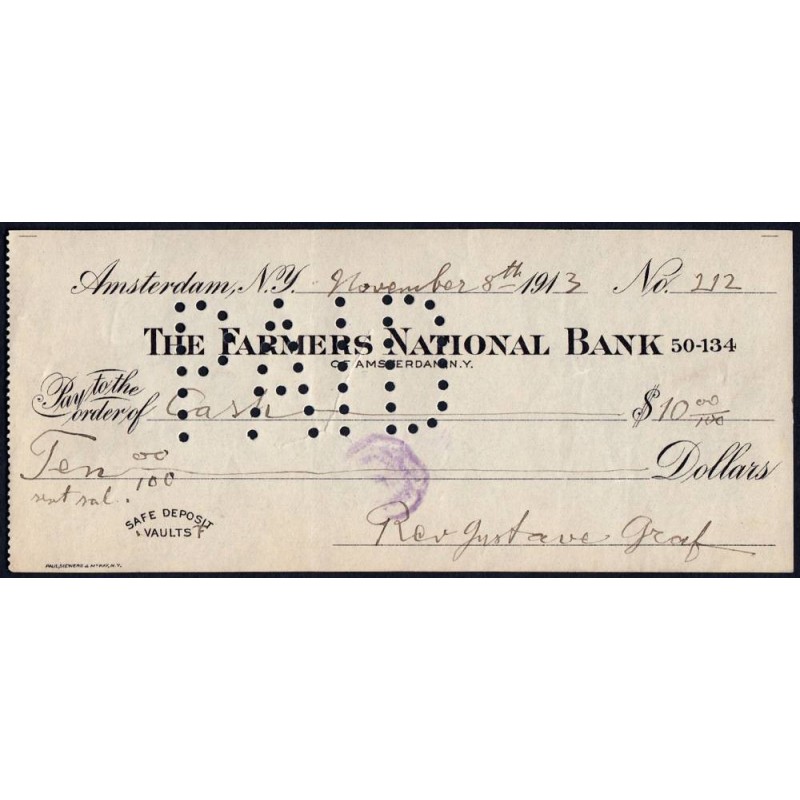 Amsterdam, N.Y. November 8th 1913 No. 212
PAID
THE FARMERS NATIONAL BANK 50-134
OF AMSTERDAM N.Y.
Pay to the order of Cash $10 00/100
Ten 00/100 Dollars
sal.
SAFE DEPOSIT
& VAULTS
Rev Gustave Graf